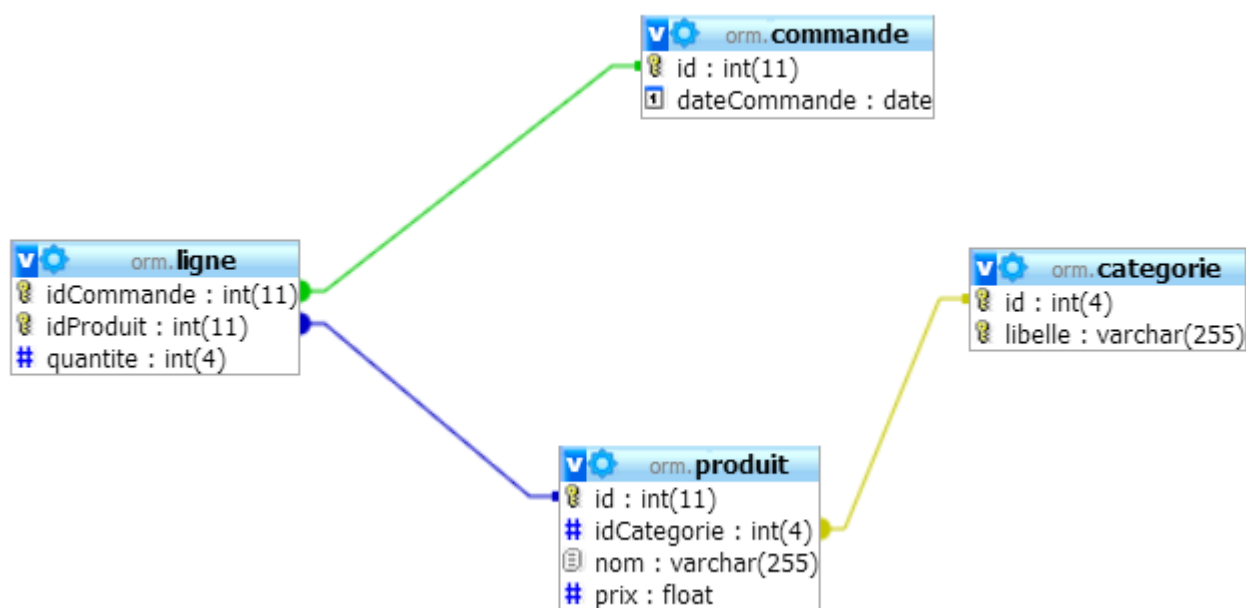 orm.commande
id : int(11)
dateCommande : date
orm.ligne
idCommande : int(11)
idProduit : int(11)
# quantite : int(4)
orm.categorie
id : int(4)
libelle : varchar(255)
orm.produit
id : int(11)
# idCategorie : int(4)
nom : varchar(255)
# prix : float